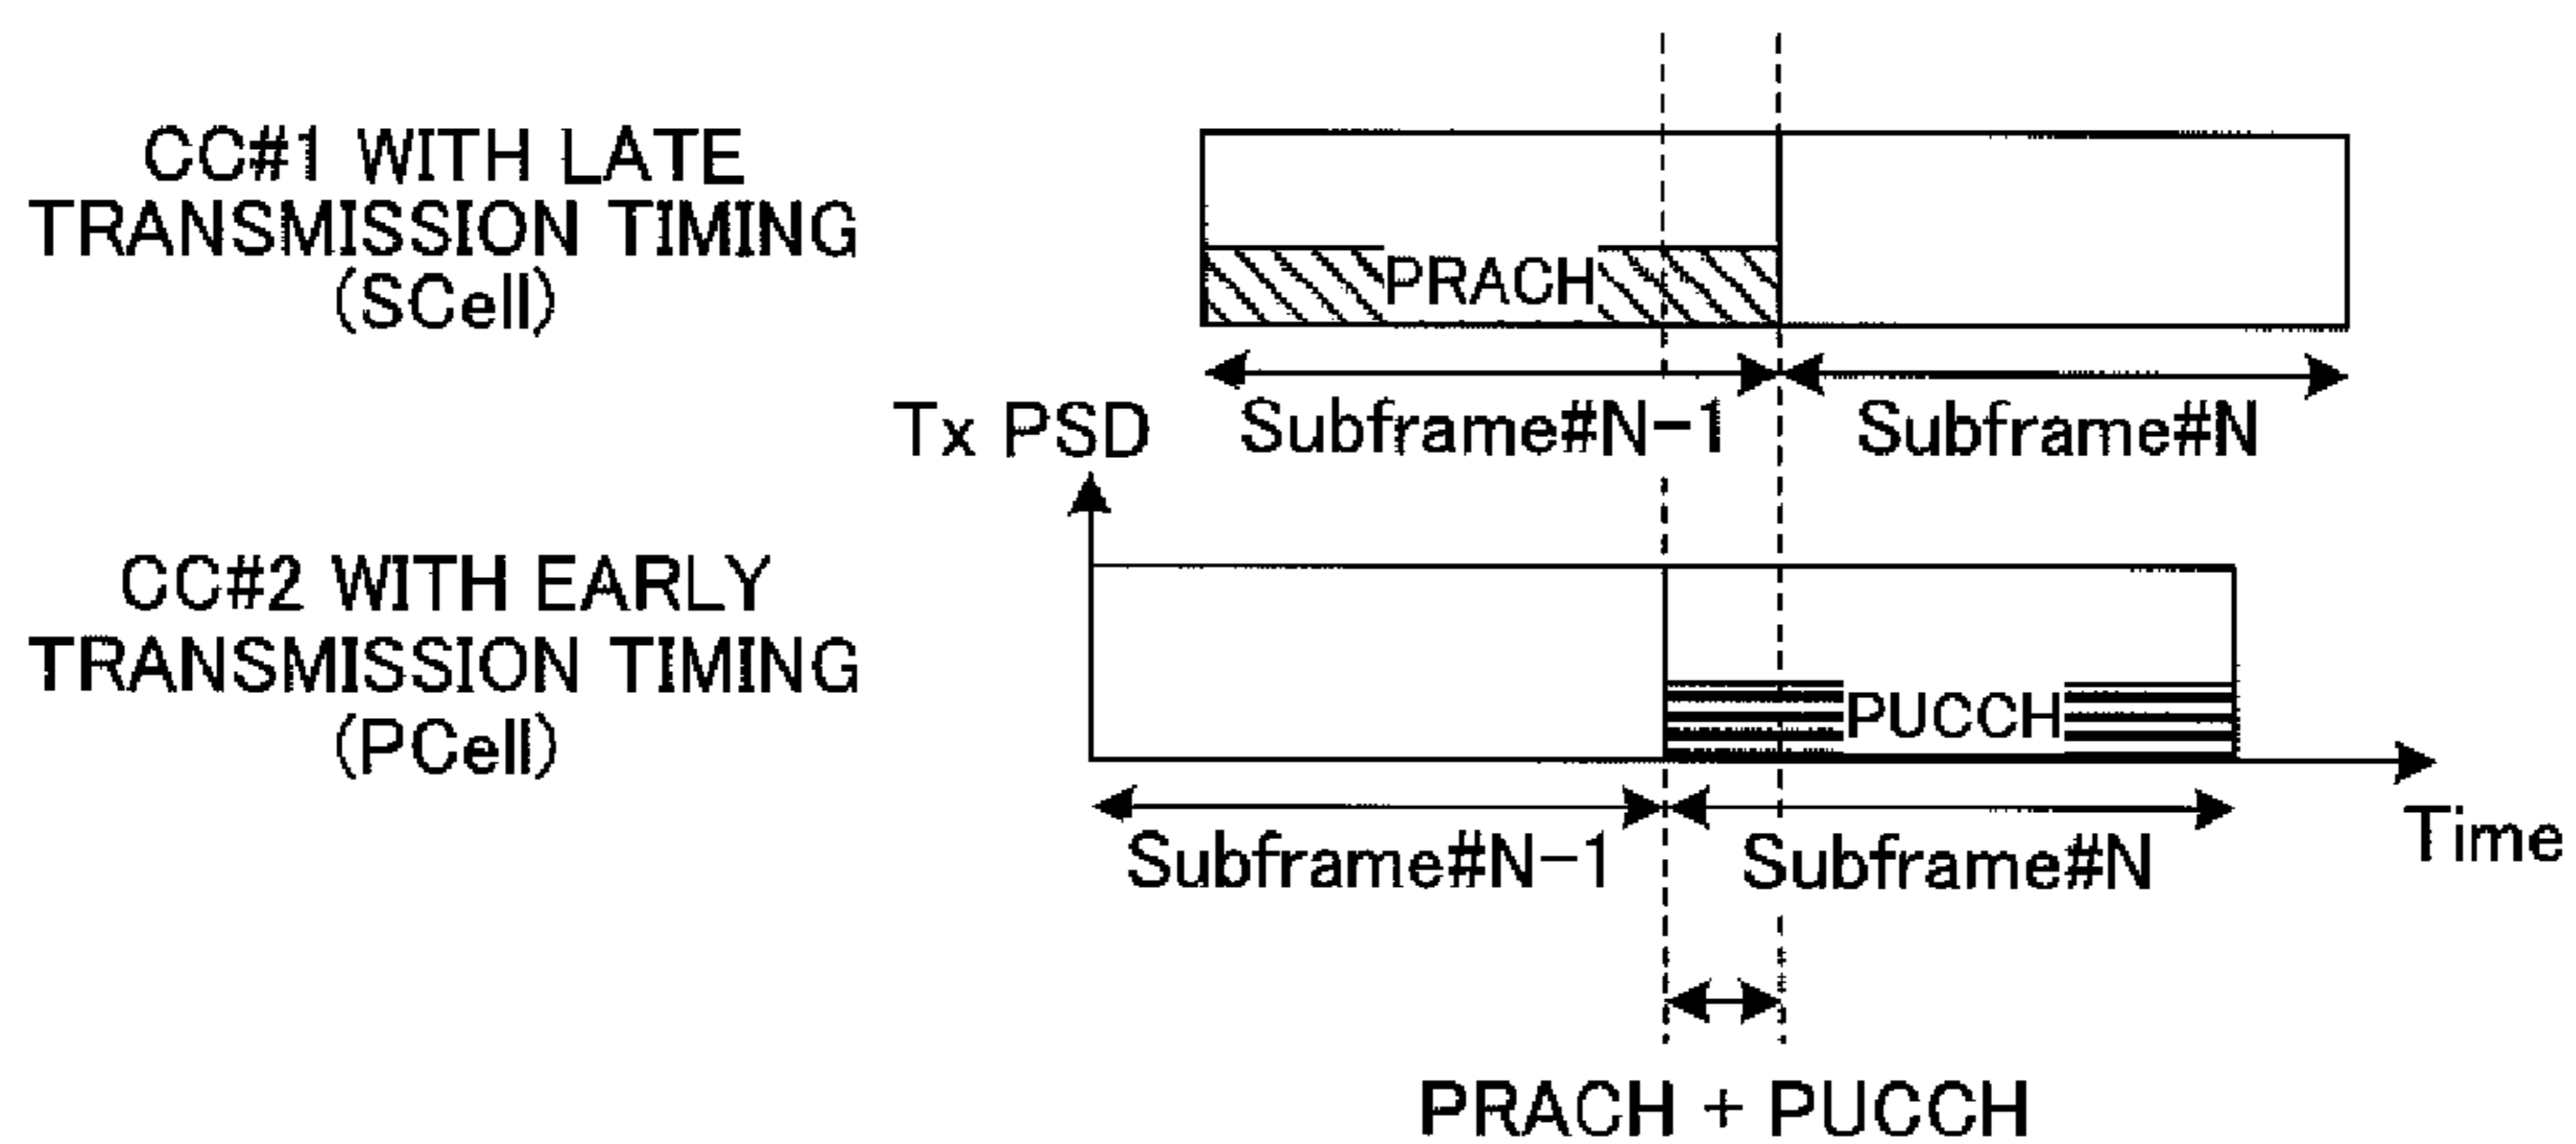 CC#1 WITH LATE
TRANSMISSION TIMING
(SCell)
PRACH
Subframe#N-1
Subframe#N
Tx PSD
CC#2 WITH EARLY
TRANSMISSION TIMING
(PCell)
PUCCH
Subframe#N-1
Subframe#N
Time
PRACH + PUCCH